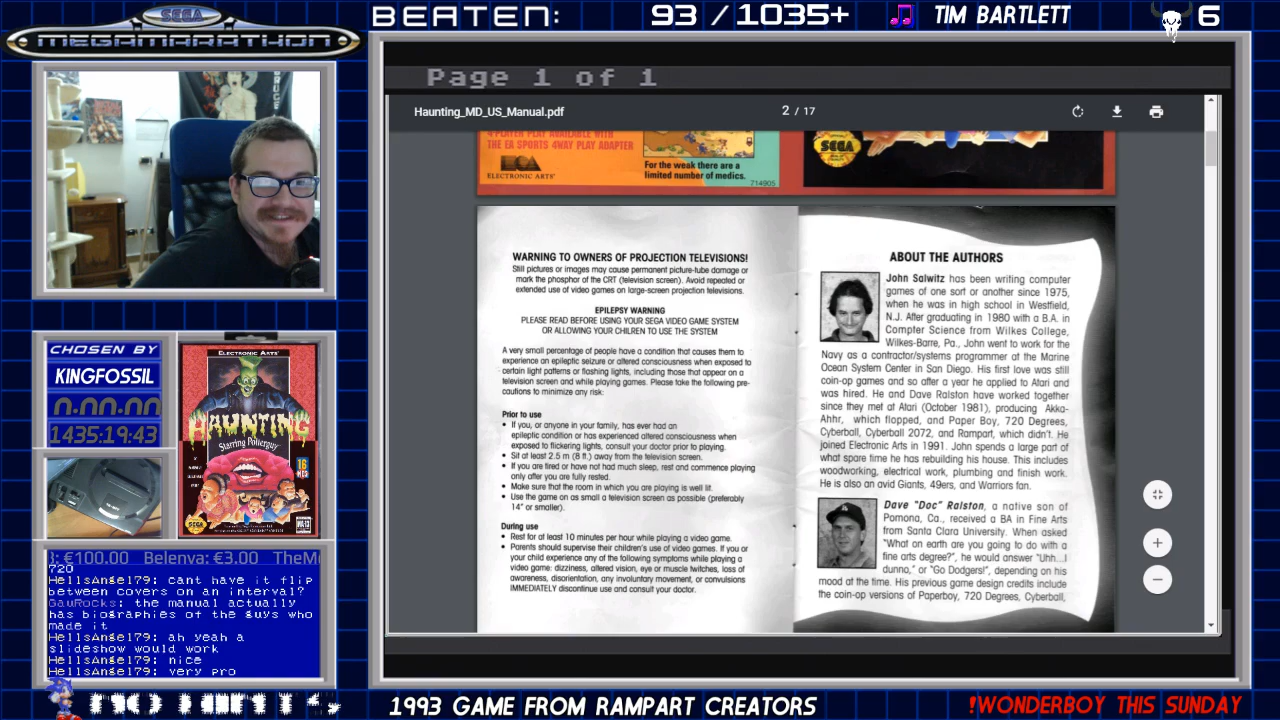 SEGA
MEGAMARATHON
BEATEN: 93 / 1035+
TIM BARTLETT
6
Page 1 of 1
Haunting_MD_US_Manual.pdf
2 / 17
4-PLAYER PLAY AVAILABLE WITH
THE EA SPORTS 4WAY PLAY ADAPTER
ELECTRONIC ARTS®
For the weak there are a
limited number of medics.
714905
SEGA
WARNING TO OWNERS OF PROJECTION TELEVISIONS!
Still pictures or images may cause permanent picture-tube damage or
mark the phosphor of the CRT (television screen). Avoid repeated or
extended use of video games on large-screen projection televisions.
EPILEPSY WARNING
PLEASE READ BEFORE USING YOUR SEGA VIDEO GAME SYSTEM
OR ALLOWING YOUR CHILREN TO USE THE SYSTEM
A very small percentage of people have a condition that causes them to
experience an epileptic seizure or altered consciousness when exposed to
certain light patterns or flashing lights, including those that appear on a
television screen and while playing games. Please take the following pre-
cautions to minimize any risk:
Prior to use
• If you, or anyone in your family, has ever had an
epileptic condition or has experienced altered consciousness when
exposed to flickering lights, consult your doctor prior to playing.
• Sit at least 2.5 m (8 ft.) away from the television screen.
• If you are tired or have not had much sleep, rest and commence playing
only after you are fully rested.
• Make sure that the room in which you are playing is well lit.
• Use the game on as small a television screen as possible (preferably
14" or smaller).
During use
• Rest for at least 10 minutes per hour while playing a video game.
• Parents should supervise their children's use of video games. If you or
your child experience any of the following symptoms while playing a
video game: dizziness, altered vision, eye or muscle twitches, loss of
awareness, disorientation, any involuntary movement, or convulsions
IMMEDIATELY discontinue use and consult your doctor.
ABOUT THE AUTHORS
John Salwitz has been writing computer
games of one sort or another since 1975,
when he was in high school in Westfield,
N.J. After graduating in 1980 with a B.A. in
Compter Science from Wilkes College,
Wilkes-Barre, Pa., John went to work for the
Navy as a contractor/systems programmer at the Marine
Ocean System Center in San Diego. His first love was still
coin-op games and so after a year he applied to Atari and
was hired. He and Dave Ralston have worked together
since they met at Atari (October 1981), producing Akka-
Ahhr, which flopped, and Paper Boy, 720 Degrees,
Cyberball, Cyberball 2072, and Rampart, which didn't. He
joined Electronic Arts in 1991. John spends a large part of
what spare time he has rebuilding his house. This includes
woodworking, electrical work, plumbing and finish work.
He is also an avid Giants, 49ers, and Warriors fan.
Dave "Doc" Ralston, a native son of
Pomona, Ca., received a BA in Fine Arts
from Santa Clara University. When asked
"What on earth are you going to do with a
fine arts degree?", he would answer "Uhh...I
dunno," or "Go Dodgers!", depending on his
mood at the time. His previous game design credits include
the coin-op versions of Paperboy, 720 Degrees, Cyberball,
CHOSEN BY
KINGFOSSIL
0:00:00
1435:19:43
ELECTRONIC ARTS®
HAUNTING
Starring Polterguy
16
MEG
SEGA
3: €100.00 Belenva: €3.00 TheM
720
HellsAngel79: cant have it flip
between covers on an interval?
GauRocks: the manual actually
has biographies of the guys who
made it
HellsAngel79: ah yeah a
slideshow would work
HellsAngel79: nice
HellsAngel79: very pro
1993 GAME FROM RAMPART CREATORS
!WONDERBOY THIS SUNDAY